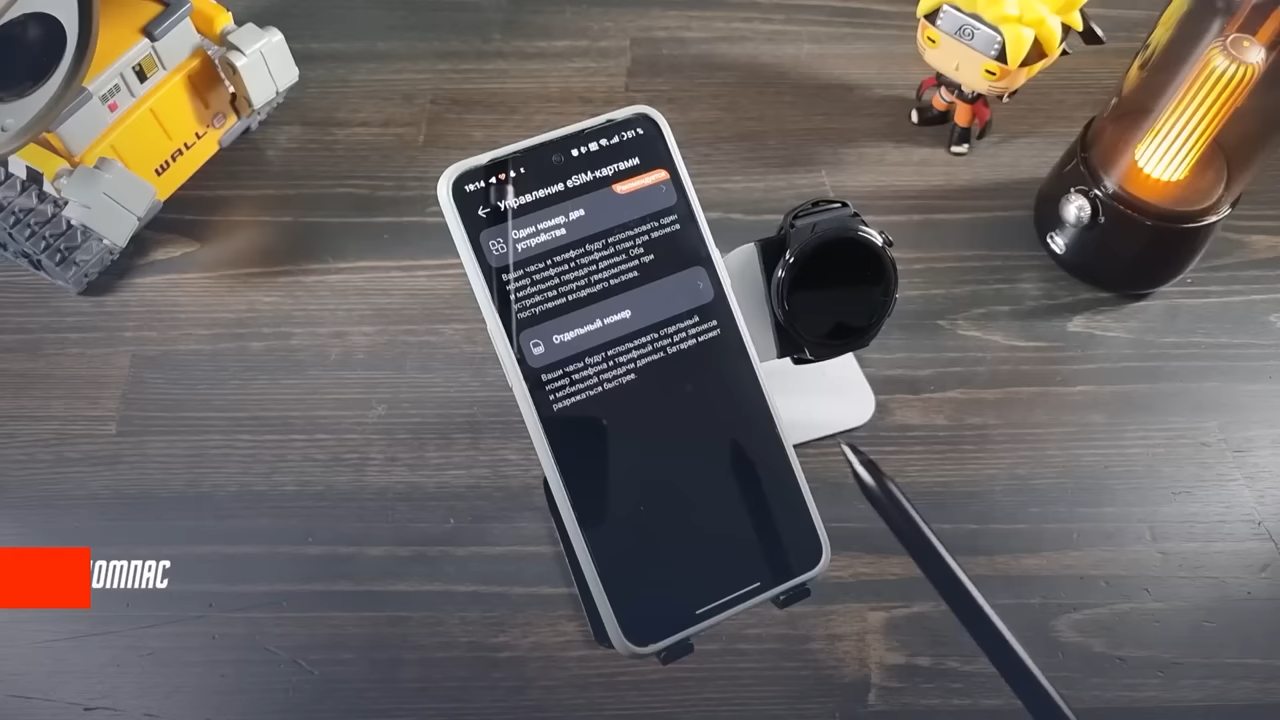 WALL·E
19:14
51 %
Управление eSIM-картами
Рекомендуется
Один номер, два
устройства
Ваши часы и телефон будут использовать один
номер телефона и тарифный план для звонков
и мобильной передачи данных. Оба
устройства получат уведомления при
поступлении входящего вызова.
Отдельный номер
Ваши часы будут использовать отдельный
номер телефона и тарифный план для звонков
и мобильной передачи данных. Батарея может
разряжаться быстрее.
ОМПАС